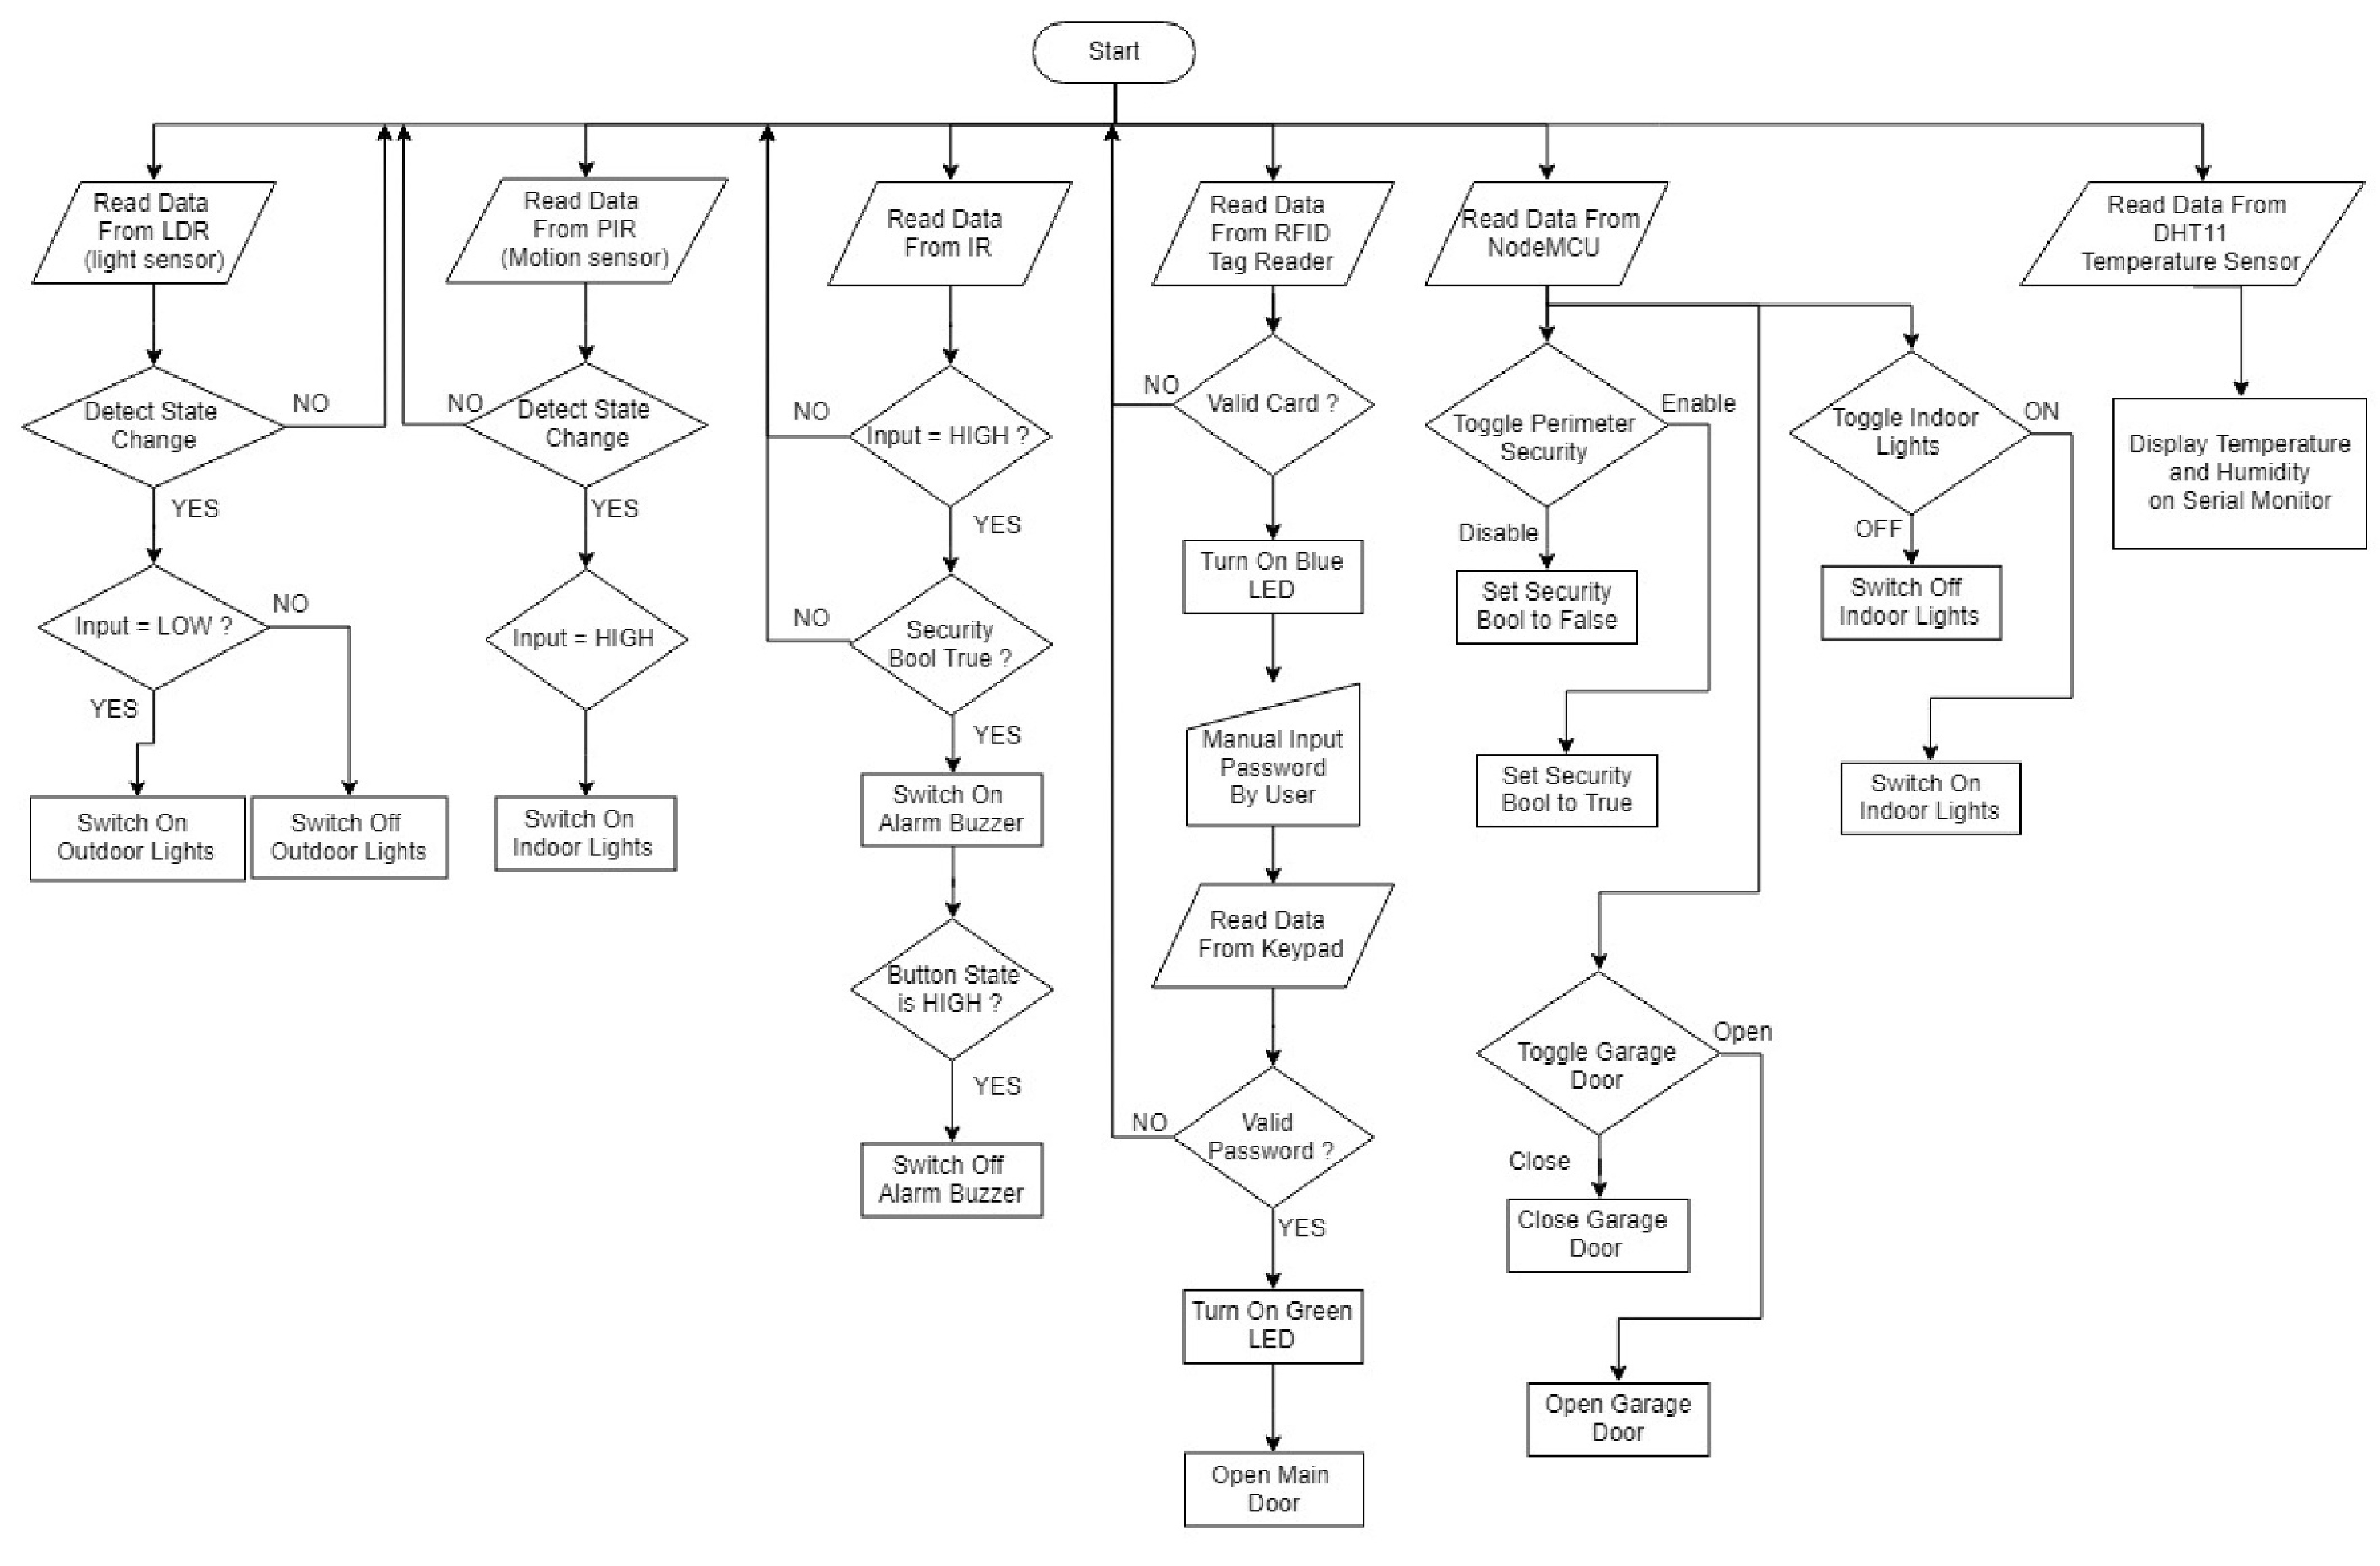 Start
Read Data
From LDR
(light sensor)
Detect State
Change
NO
YES
Input = LOW ?
NO
YES
Switch On
Outdoor Lights
Switch Off
Outdoor Lights
Read Data
From PIR
(Motion sensor)
NO
Detect State
Change
YES
Input = HIGH
Switch On
Indoor Lights
Read Data
From IR
NO
Input = HIGH ?
YES
NO
Security
Bool True ?
YES
Switch On
Alarm Buzzer
Button State
is HIGH ?
YES
Switch Off
Alarm Buzzer
Read Data
From RFID
Tag Reader
NO
Valid Card ?
Turn On Blue
LED
Manual Input
Password
By User
Read Data
From Keypad
NO
Valid
Password ?
YES
Turn On Green
LED
Open Main
Door
Read Data From
NodeMCU
Toggle Perimeter
Security
Enable
Disable
Set Security
Bool to False
Set Security
Bool to True
Toggle Garage
Door
Open
Close
Close Garage
Door
Open Garage
Door
Toggle Indoor
Lights
ON
OFF
Switch Off
Indoor Lights
Switch On
Indoor Lights
Read Data From
DHT11
Temperature Sensor
Display Temperature
and Humidity
on Serial Monitor